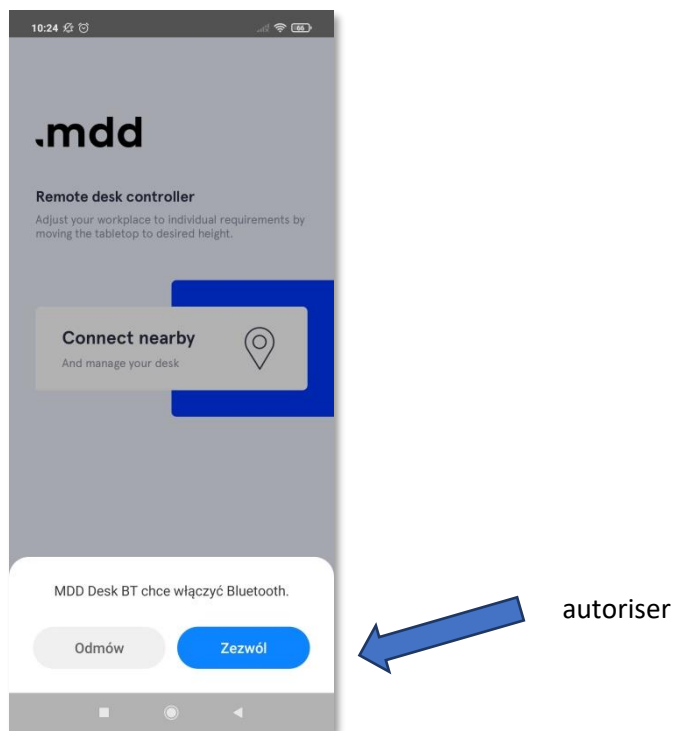 10:24
66
.mdd
Remote desk controller
Adjust your workplace to individual requirements by
moving the tabletop to desired height.
Connect nearby
And manage your desk
MDD Desk BT chce włączyć Bluetooth.
Odmów
Zezwól
autoriser